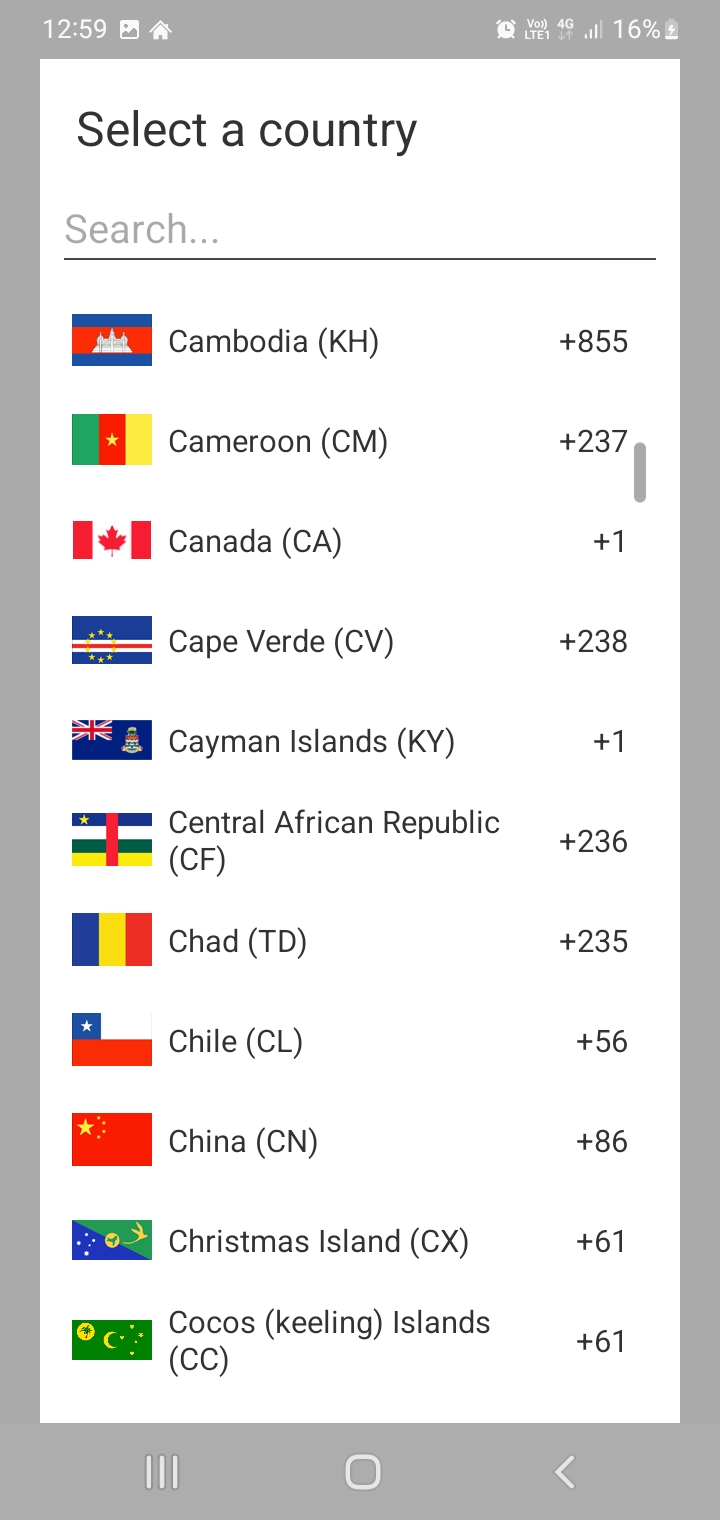 12:59
Vo)) LTE1 4G 16%
Select a country
Search...
Cambodia (KH) +855
Cameroon (CM) +237
Canada (CA) +1
Cape Verde (CV) +238
Cayman Islands (KY) +1
Central African Republic
(CF) +236
Chad (TD) +235
Chile (CL) +56
China (CN) +86
Christmas Island (CX) +61
Cocos (keeling) Islands
(CC) +61